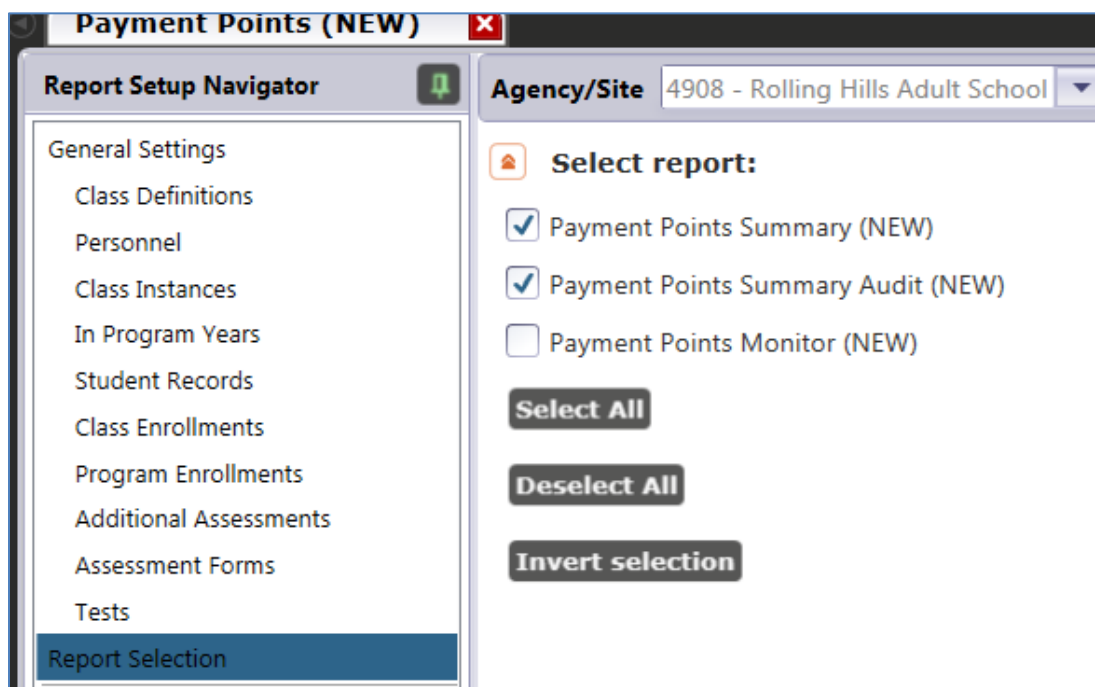 Payment Points (NEW)
Report Setup Navigator
General Settings
Class Definitions
Personnel
Class Instances
In Program Years
Student Records
Class Enrollments
Program Enrollments
Additional Assessments
Assessment Forms
Tests
Report Selection
Agency/Site 4908 - Rolling Hills Adult School
Select report:
Payment Points Summary (NEW)
Payment Points Summary Audit (NEW)
Payment Points Monitor (NEW)
Select All
Deselect All
Invert selection